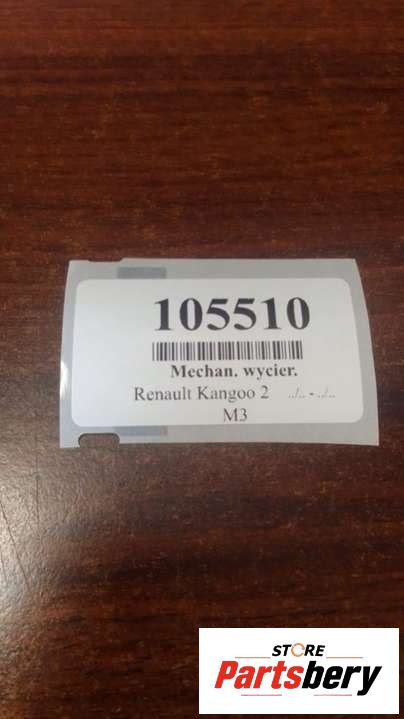 105510
Mechan. wycier.
Renault Kangoo 2 ../.. - ../..
M3
STORE
Partsbery